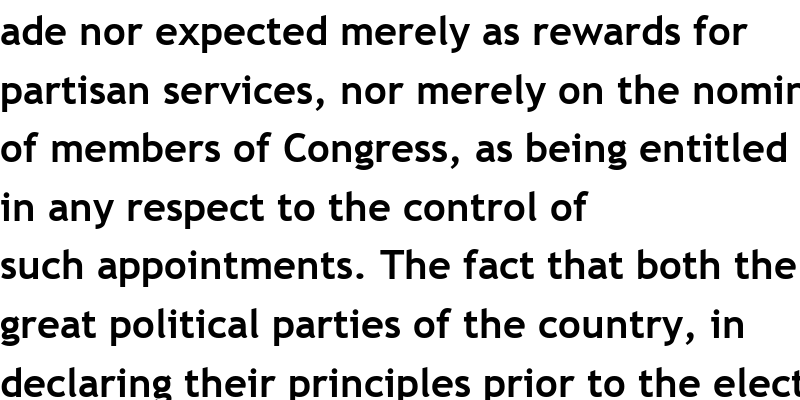 ade nor expected merely as rewards for
partisan services, nor merely on the nomin
of members of Congress, as being entitled
in any respect to the control of
such appointments. The fact that both the
great political parties of the country, in
declaring their principles prior to the elect